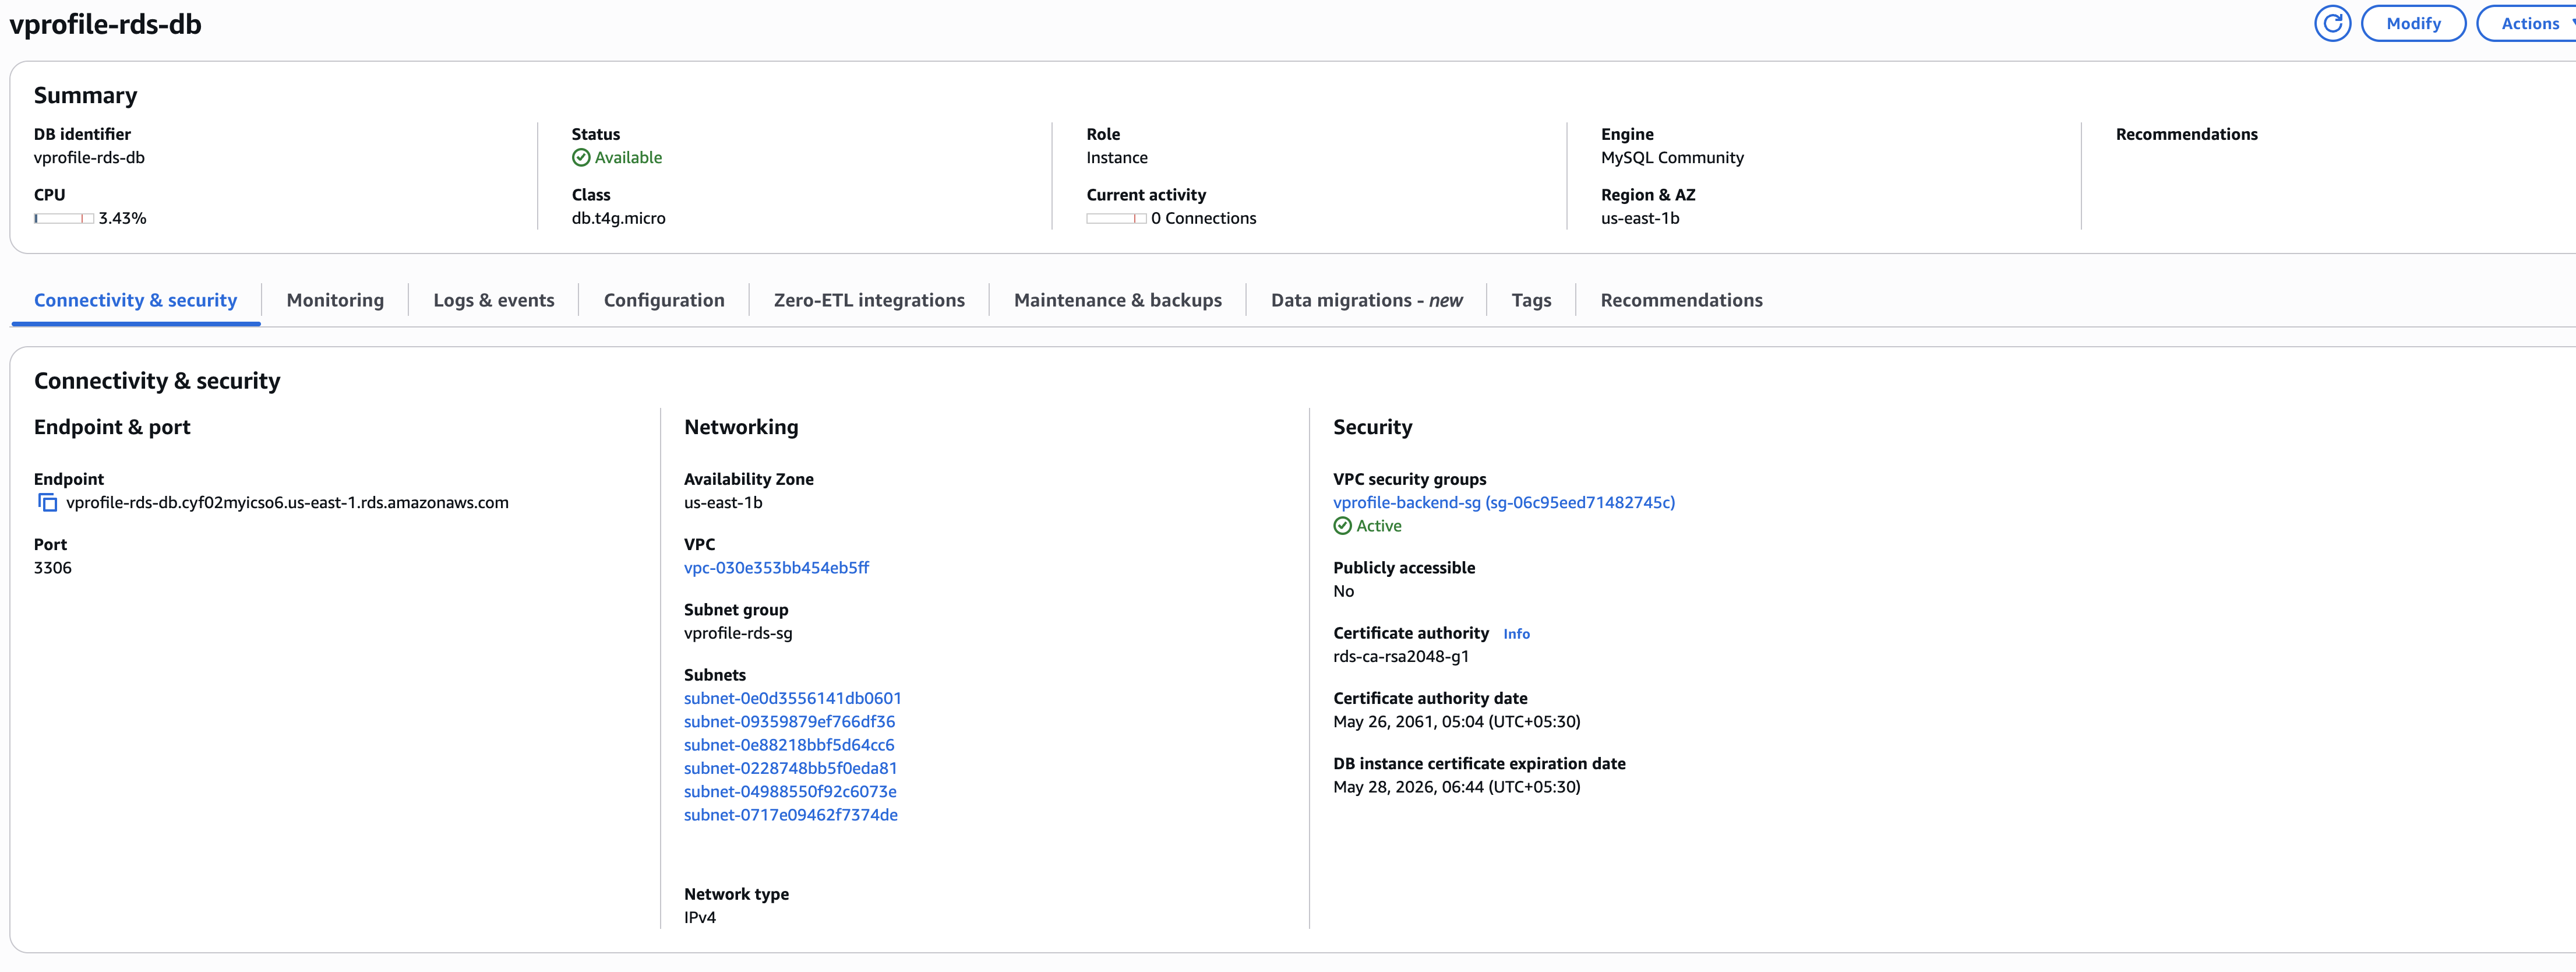 vprofile-rds-db
Modify
Actions
Summary
DB identifier
vprofile-rds-db
CPU
3.43%
Status
Available
Class
db.t4g.micro
Role
Instance
Current activity
0 Connections
Engine
MySQL Community
Region & AZ
us-east-1b
Recommendations
Connectivity & security
Monitoring
Logs & events
Configuration
Zero-ETL integrations
Maintenance & backups
Data migrations - new
Tags
Recommendations
Connectivity & security
Endpoint & port
Endpoint
vprofile-rds-db.cyf02myicso6.us-east-1.rds.amazonaws.com
Port
3306
Networking
Availability Zone
us-east-1b
VPC
vpc-030e353bb454eb5ff
Subnet group
vprofile-rds-sg
Subnets
subnet-0e0d3556141db0601
subnet-09359879ef766df36
subnet-0e88218bbf5d64cc6
subnet-0228748bb5f0eda81
subnet-04988550f92c6073e
subnet-0717e09462f7374de
Network type
IPv4
Security
VPC security groups
vprofile-backend-sg (sg-06c95eed71482745c)
Active
Publicly accessible
No
Certificate authority Info
rds-ca-rsa2048-g1
Certificate authority date
May 26, 2061, 05:04 (UTC+05:30)
DB instance certificate expiration date
May 28, 2026, 06:44 (UTC+05:30)